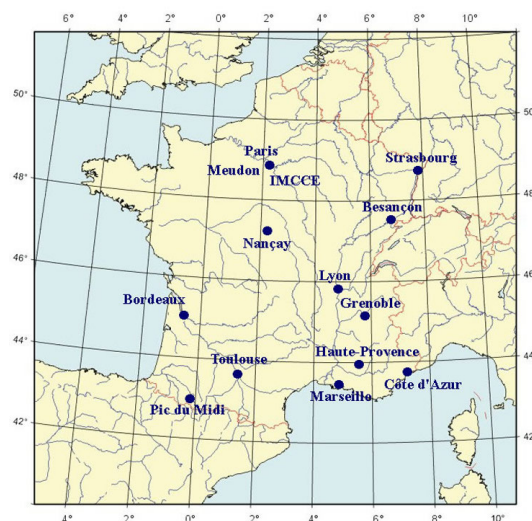 6° 4° 2° 0° 2° 4° 6° 8° 10° 12°
50°
50°
Paris
Meudon
IMCCE
Strasbourg
48°
48°
Besançon
Nançay
46°
46°
Lyon
Grenoble
Bordeaux
44°
44°
Haute-Provence
Toulouse
Côte d'Azur
Marseille
Pic du Midi
42°
42°
4° 0° 2° 4° 6° 8° 10°